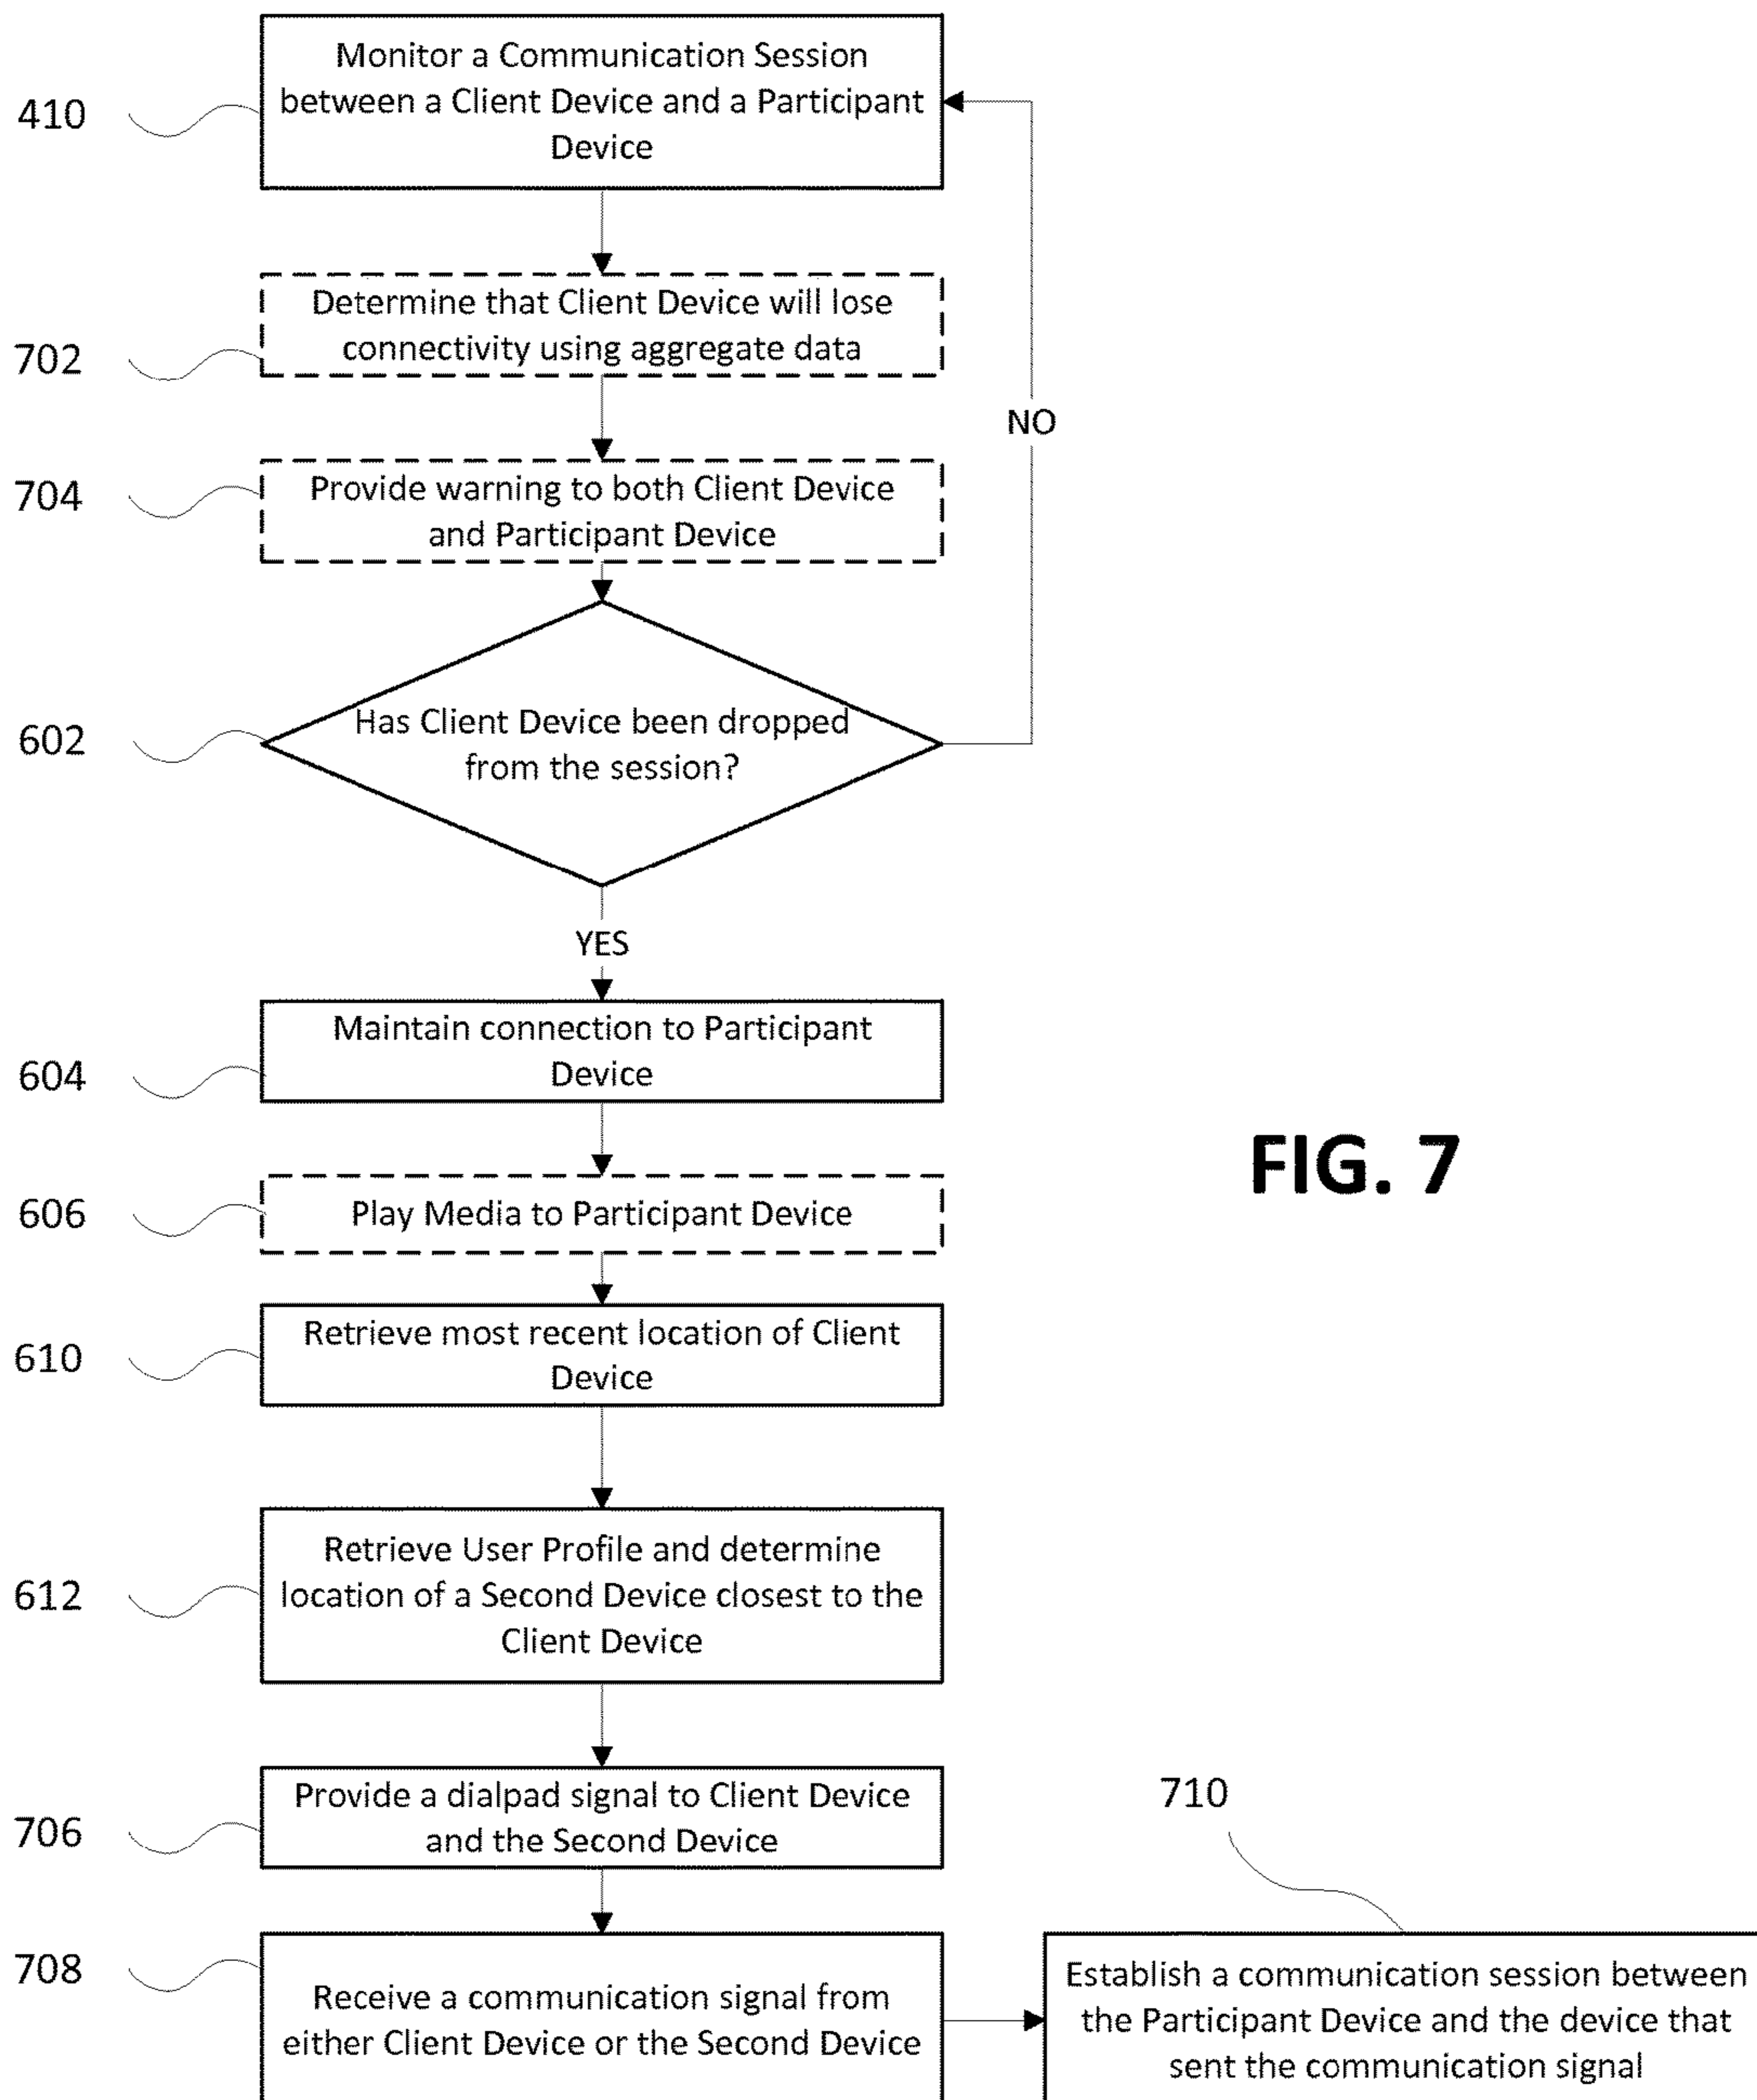 Monitor a Communication Session
between a Client Device and a Participant
Device
410
Determine that Client Device will lose
connectivity using aggregate data
702
NO
Provide warning to both Client Device
and Participant Device
704
Has Client Device been dropped
from the session?
602
YES
Maintain connection to Participant
Device
604
FIG. 7
Play Media to Participant Device
606
Retrieve most recent location of Client
Device
610
Retrieve User Profile and determine
location of a Second Device closest to the
Client Device
612
Provide a dialpad signal to Client Device
and the Second Device
706
710
Receive a communication signal from
either Client Device or the Second Device
708
Establish a communication session between
the Participant Device and the device that
sent the communication signal